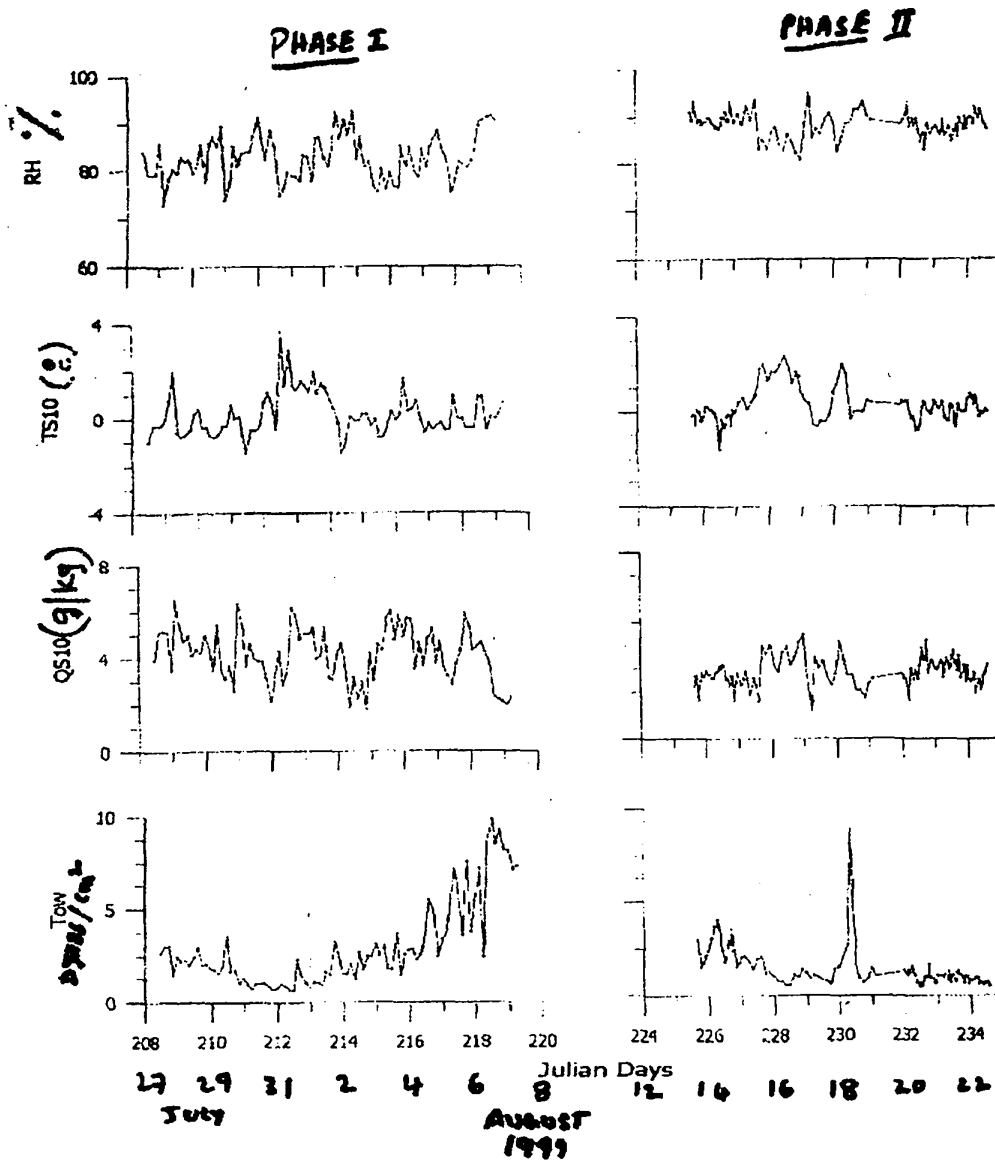 PHASE I
PHASE II
RH %
100
80
60
TS10 (°c.)
4
0
-4
QS10 (g/kg)
8
4
0
Tow
Dynes/cm²
10
5
0
208 210 212 214 216 218 220
224 226 228 230 232 234
Julian Days
27 29 31 2 4 6 8
12 14 16 18 20 22
July
AUGUST
1999